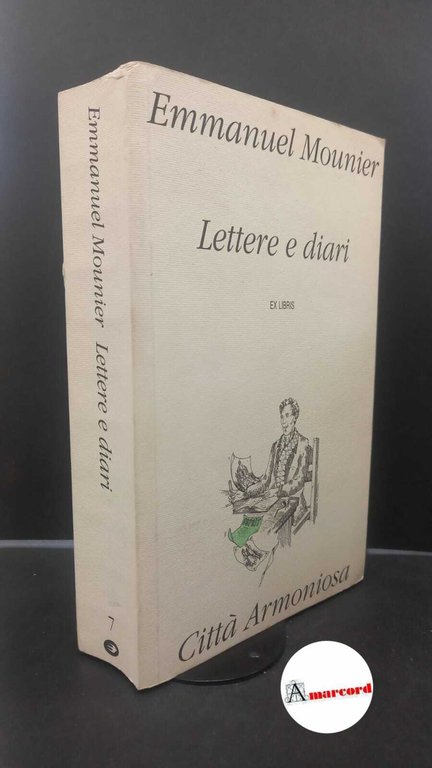 Emmanuel Mounier
Lettere e diari
EX LIBRIS
Città Armoniosa
Emmanuel Mounier Lettere e diari
7
Amarcord